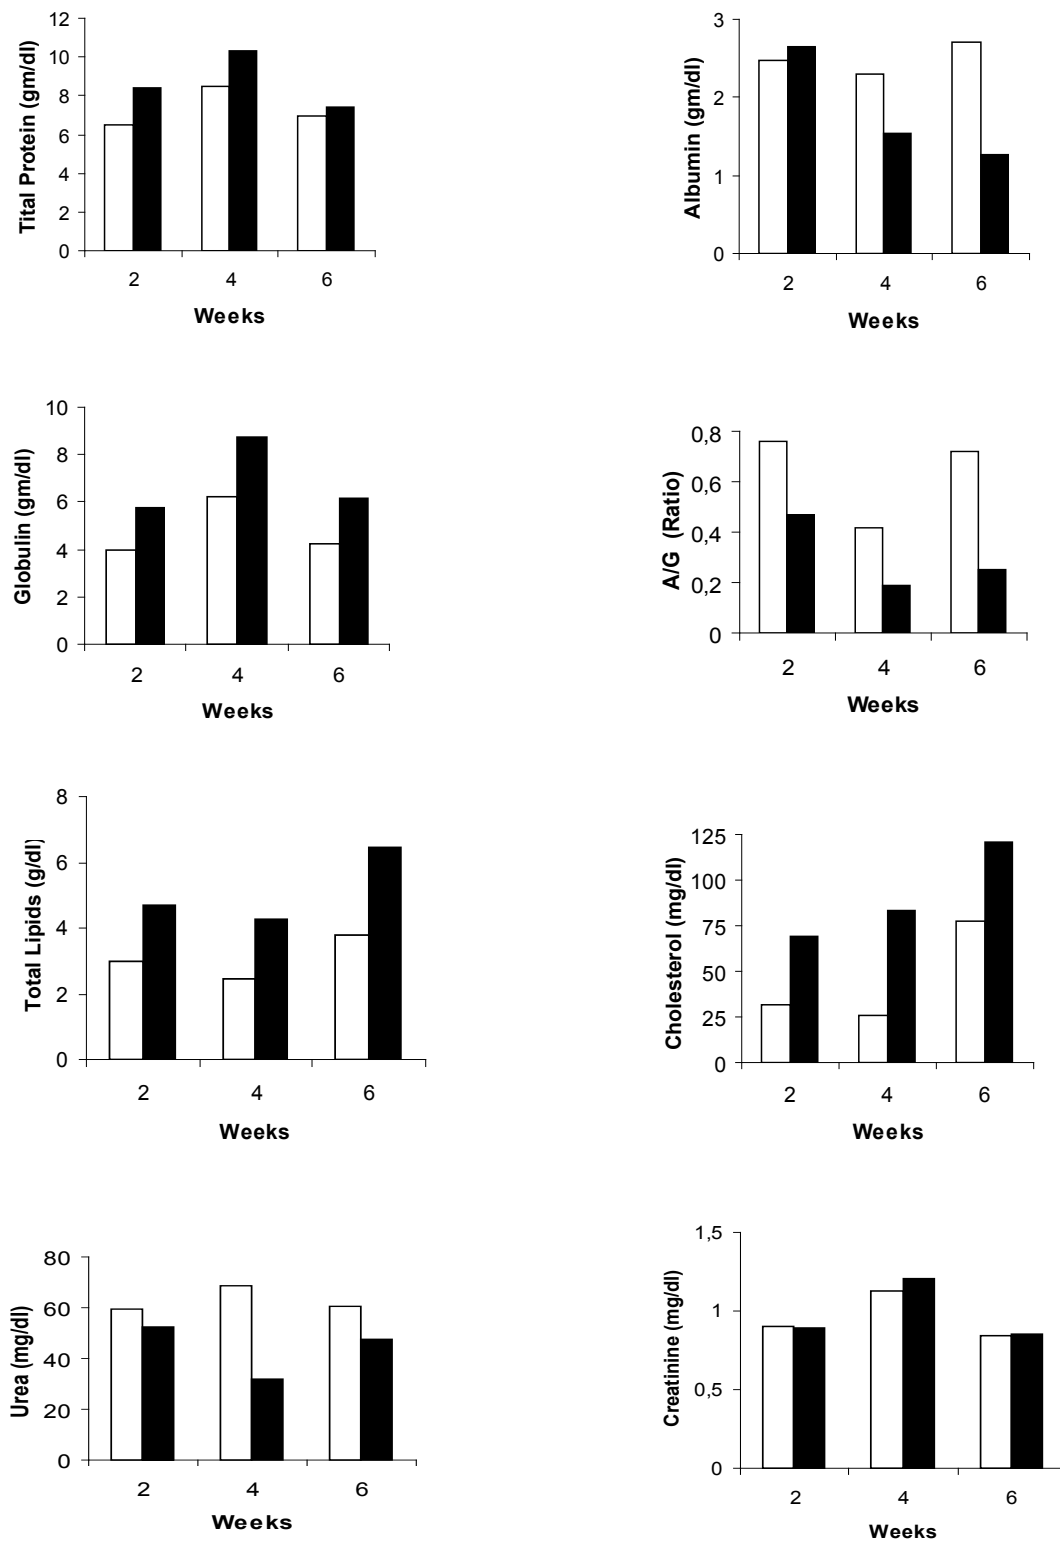 12
10
8
6
4
2
0
Tital Protein (gm/dl)
2 4 6
Weeks
3
2
1
0
Albumin (gm/dl)
2 4 6
Weeks
10
8
6
4
2
0
Globulin (gm/dl)
2 4 6
Weeks
0,8
0,6
0,4
0,2
0
A/G (Ratio)
2 4 6
Weeks
8
6
4
2
0
Total Lipids (g/dl)
2 4 6
Weeks
125
100
75
50
25
0
Cholesterol (mg/dl)
2 4 6
Weeks
80
60
40
20
0
Urea (mg/dl)
2 4 6
Weeks
1,5
1
0,5
0
Creatinine (mg/dl)
2 4 6
Weeks